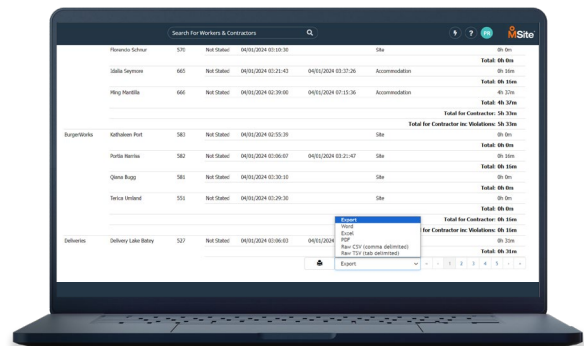 Search For Workers & Contractors ? PR MSite
Florencio Schnur 570 Not Stated 04/01/2024 03:10:30 Site 0h 0m
Total: 0h 0m
Idalia Seymore 665 Not Stated 04/01/2024 03:21:43 04/01/2024 03:37:26 Accommodation 0h 16m
Total: 0h 16m
Ming Mantilla 666 Not Stated 04/01/2024 02:39:00 04/01/2024 07:15:36 Accommodation 4h 37m
Total: 4h 37m
Total for Contractor: 5h 33m
Total for Contractor inc Violations: 5h 33m
BurgerWorks Kathaleen Port 583 Not Stated 04/01/2024 02:55:39 Site 0h 0m
Total: 0h 0m
Portia Harriss 582 Not Stated 04/01/2024 03:06:07 04/01/2024 03:21:47 Site 0h 16m
Total: 0h 16m
Qiana Bugg 581 Not Stated 04/01/2024 03:30:10 Site 0h 0m
Total: 0h 0m
Terica Umland 551 Not Stated 04/01/2024 03:29:30 Site 0h 0m
Total: 0h 0m
Total for Contractor: 0h 16m
for Contractor inc Violations: 0h 16m
Deliveries Delivery Lake Batey 527 Not Stated 04/01/2024 03:06:03 04/01/2024 0h 32m
Total: 0h 31m
Export
Word
Excel
PDF
Raw CSV (comma delimited)
Raw TSV (tab delimited)
Export « ‹ 1 2 3 4 5 › »